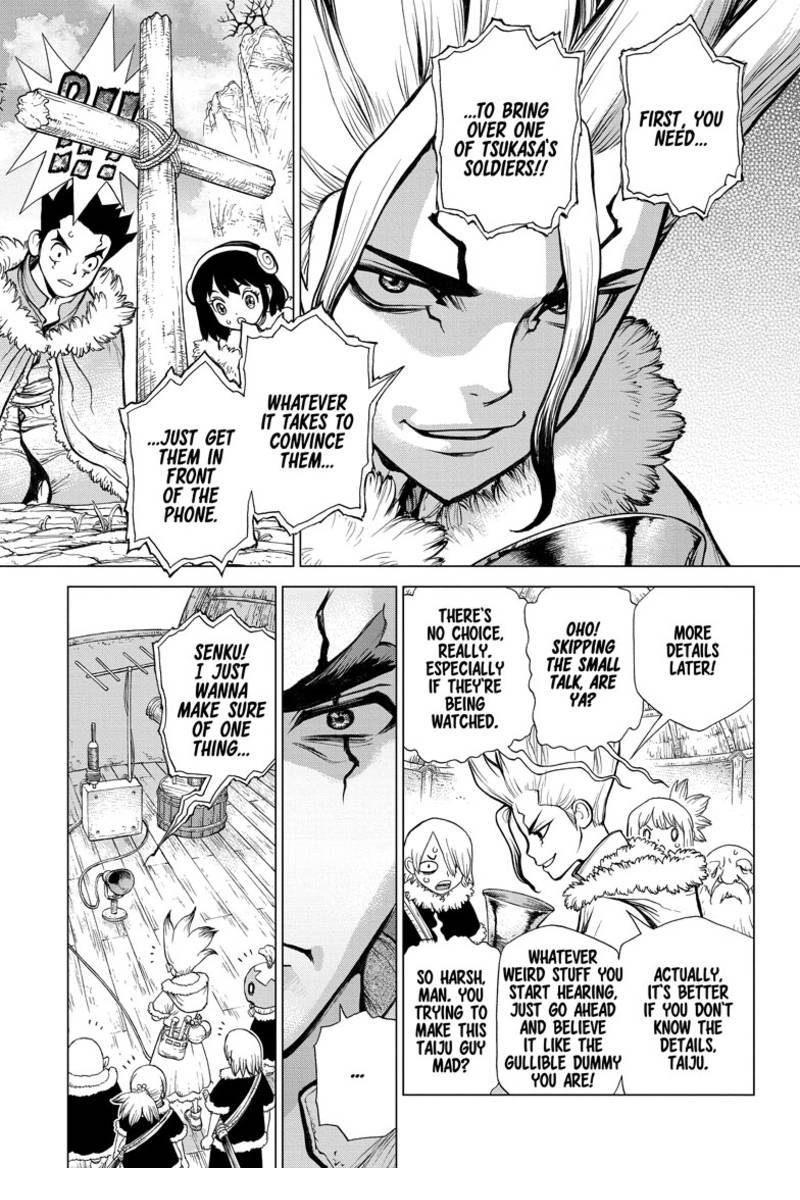 FIRST, YOU
NEED...
...TO BRING
OVER ONE
OF TSUKASA'S
SOLDIERS!!
?!!
WHATEVER
IT TAKES TO
CONVINCE
THEM...
...JUST GET
THEM IN
FRONT
OF THE
PHONE.
MORE
DETAILS
LATER!
OHO!
SKIPPING
THE SMALL
TALK, ARE
YA?
THERE'S
NO CHOICE,
REALLY.
ESPECIALLY
IF THEY'RE
BEING
WATCHED.
ACTUALLY,
IT'S BETTER
IF YOU DON'T
KNOW THE
DETAILS,
TAIJU.
WHATEVER
WEIRD STUFF YOU
START HEARING,
JUST GO AHEAD
AND BELIEVE
IT LIKE THE
GULLIBLE DUMMY
YOU ARE!
SO HARSH,
MAN. YOU
TRYING TO
MAKE THIS
TAIJU GUY
MAD?
...
SENKU!
I JUST
WANNA
MAKE SURE
OF ONE
THING...